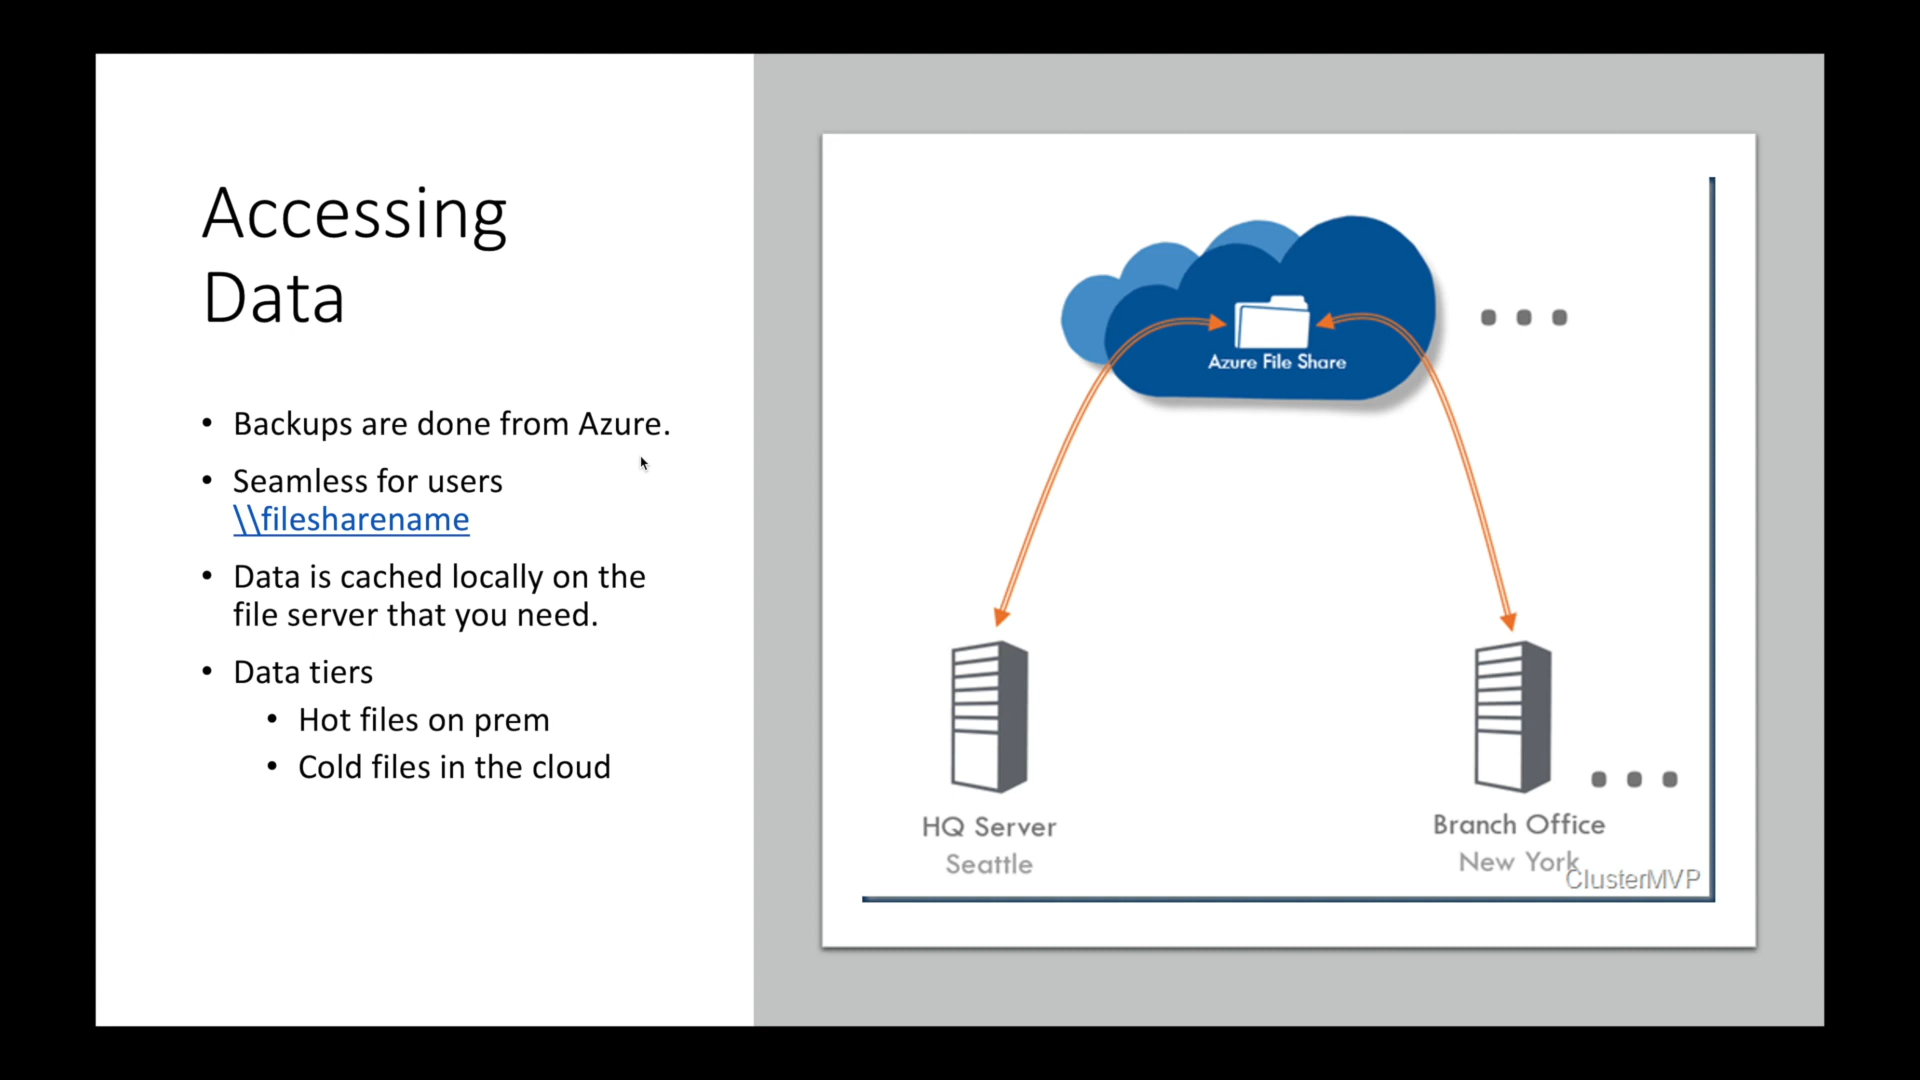 Accessing
Data
• Backups are done from Azure.
• Seamless for users
\\filesharename
• Data is cached locally on the
file server that you need.
• Data tiers
• Hot files on prem
• Cold files in the cloud
Azure File Share
HQ Server
Seattle
Branch Office
New York
ClusterMVP